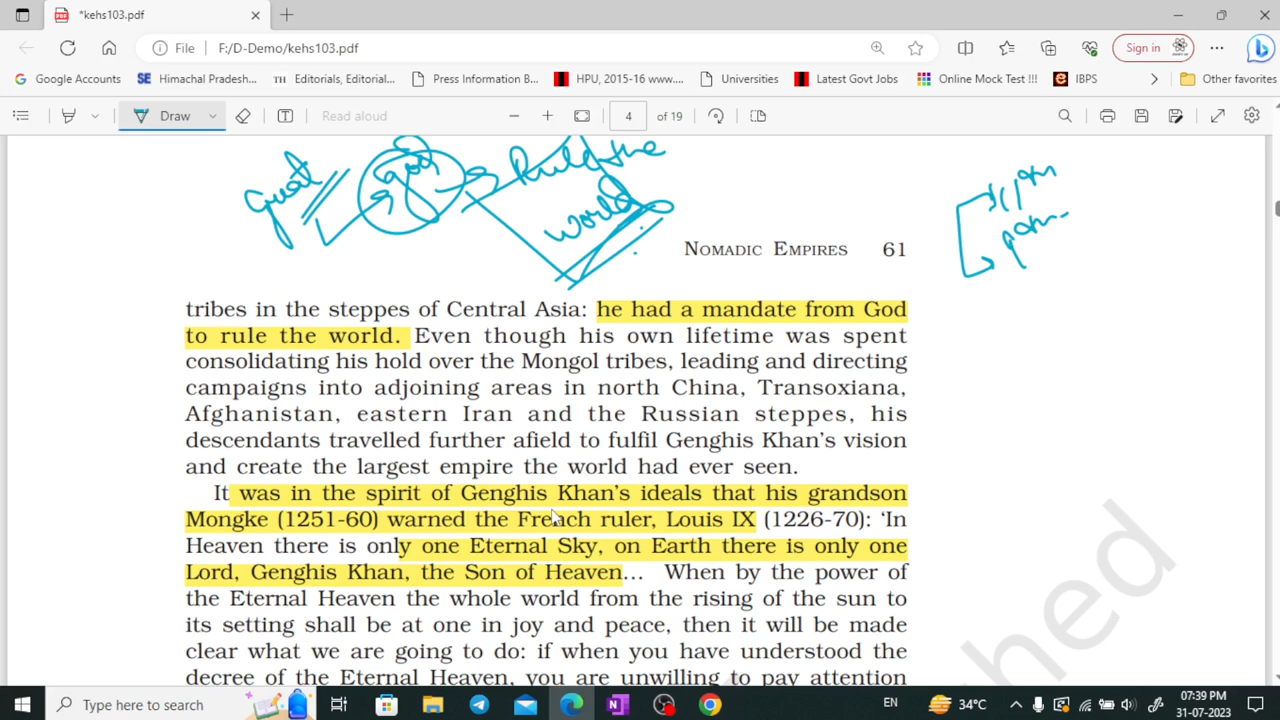 *kehs103.pdf
File F:/D-Demo/kehs103.pdf Sign in
Google Accounts SE Himachal Pradesh... TH Editorials, Editorial... Press Information B... HPU, 2015-16 www.... Universities Latest Govt Jobs Online Mock Test !!! IBPS Other favorites
Draw Read aloud 4 of 19
great god Ruled the
world
NOMADIC EMPIRES 61
tribes in the steppes of Central Asia: he had a mandate from God
to rule the world. Even though his own lifetime was spent
consolidating his hold over the Mongol tribes, leading and directing
campaigns into adjoining areas in north China, Transoxiana,
Afghanistan, eastern Iran and the Russian steppes, his
descendants travelled further afield to fulfil Genghis Khan's vision
and create the largest empire the world had ever seen.
It was in the spirit of Genghis Khan's ideals that his grandson
Mongke (1251-60) warned the French ruler, Louis IX (1226-70): 'In
Heaven there is only one Eternal Sky, on Earth there is only one
Lord, Genghis Khan, the Son of Heaven… When by the power of
the Eternal Heaven the whole world from the rising of the sun to
its setting shall be at one in joy and peace, then it will be made
clear what we are going to do: if when you have understood the
decree of the Eternal Heaven, you are unwilling to pay attention
shed
Type here to search EN 34°C 07:39 PM
31-07-2023